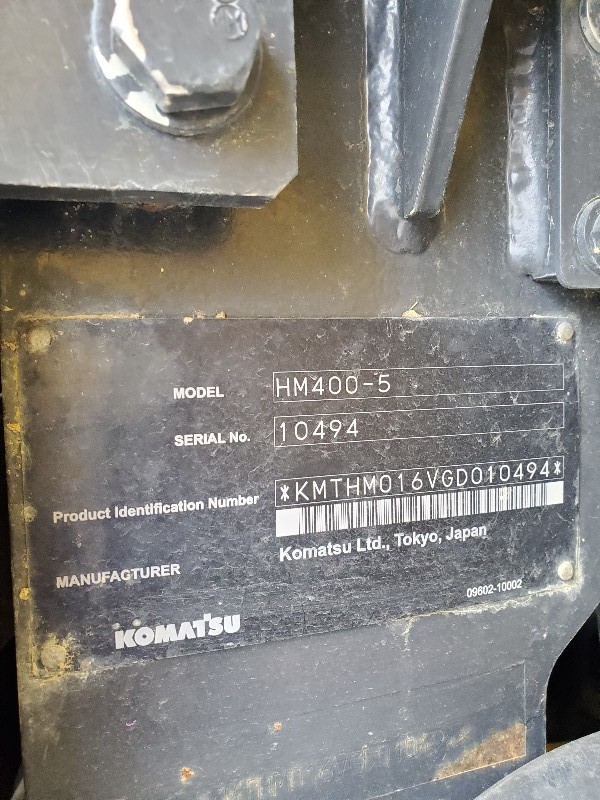 MODEL HM400-5
SERIAL No. 10494
Product Identification Number *KMTHM016VGD010494*
MANUFACTURER Komatsu Ltd., Tokyo, Japan
09602-10002
KOMATSU